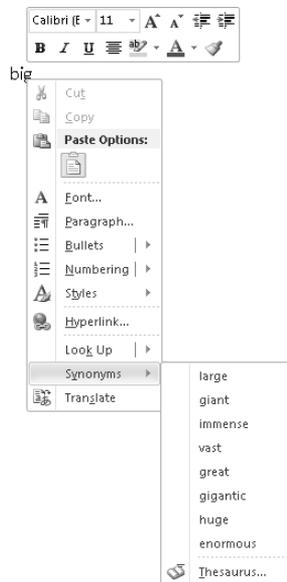 Calibri (E 11 A A
B I U ab A
big
Cut
Copy
Paste Options:
A Font...
Paragraph...
Bullets
Numbering
A Styles
Hyperlink...
Look Up
Synonyms
Translate
large
giant
immense
vast
great
gigantic
huge
enormous
Thesaurus...